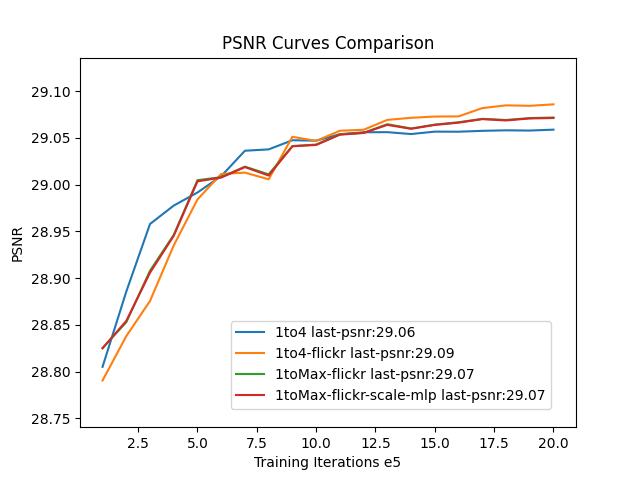 PSNR Curves Comparison
PSNR
29.10
29.05
29.00
28.95
28.90
28.85
28.80
28.75
1to4 last-psnr:29.06
1to4-flickr last-psnr:29.09
1toMax-flickr last-psnr:29.07
1toMax-flickr-scale-mlp last-psnr:29.07
2.5 5.0 7.5 10.0 12.5 15.0 17.5 20.0
Training Iterations e5